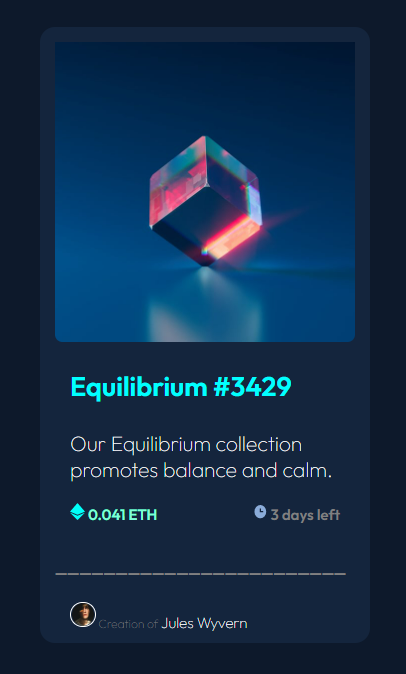 Equilibrium #3429
Our Equilibrium collection
promotes balance and calm.
0.041 ETH 3 days left
Creation of Jules Wyvern